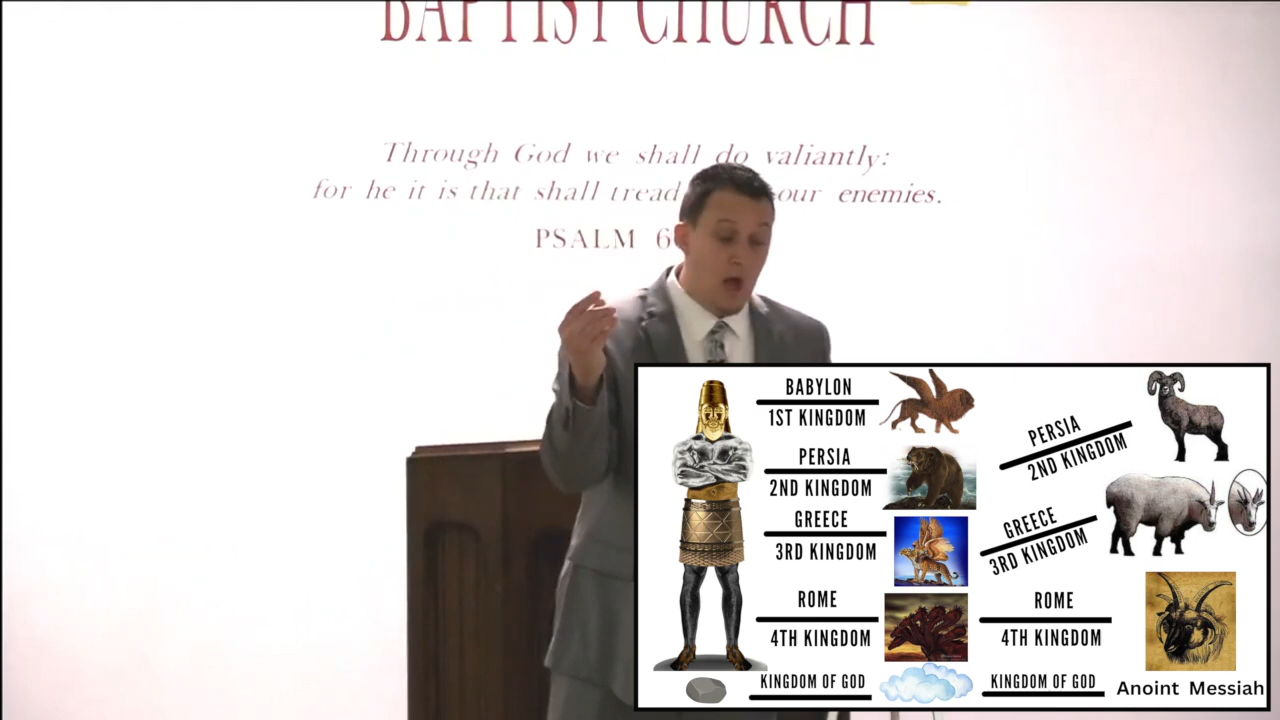 BAPTIST CHURCH
Through God we shall do valiantly:
for he it is that shall tread our enemies.
PSALM 6
BABYLON
1ST KINGDOM
PERSIA
2ND KINGDOM
GREECE
3RD KINGDOM
ROME
4TH KINGDOM
KINGDOM OF GOD
PERSIA
2ND KINGDOM
GREECE
3RD KINGDOM
ROME
4TH KINGDOM
KINGDOM OF GOD
Anoint Messiah